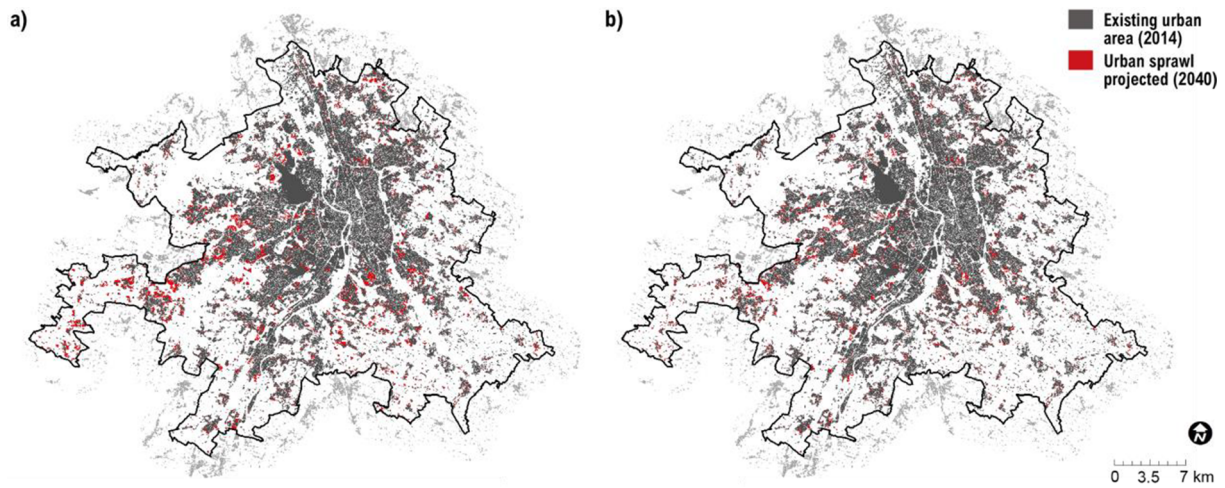 a)
b)
Existing urban
area (2014)
Urban sprawl
projected (2040)
N
0 3.5 7 km